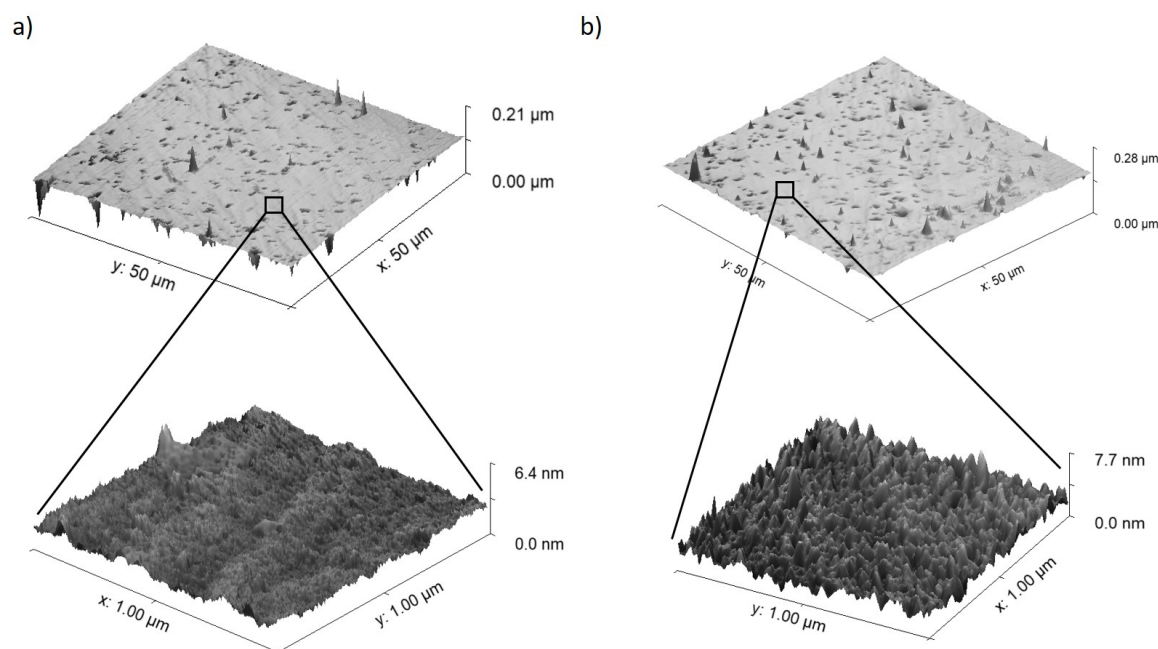 a)
0.21 µm
0.00 µm
y: 50 µm
x: 50 µm
6.4 nm
0.0 nm
x: 1.00 µm
y: 1.00 µm
b)
0.28 µm
0.00 µm
y: 50 µm
x: 50 µm
7.7 nm
0.0 nm
y: 1.00 µm
x: 1.00 µm